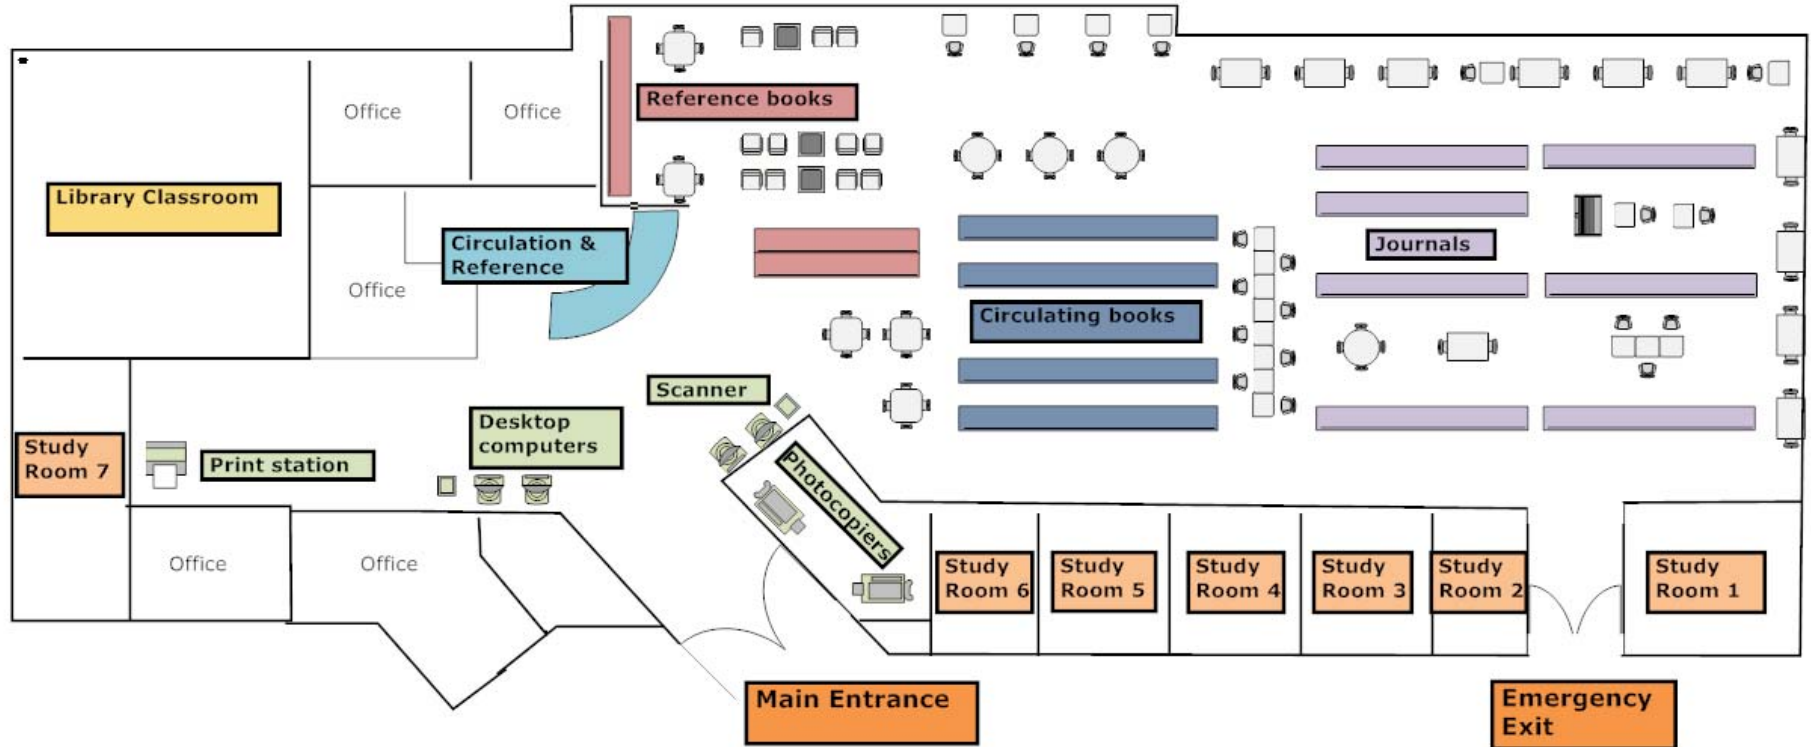 Office
Office
Reference books
Library Classroom
Circulation &
Reference
Journals
Office
Circulating books
Scanner
Desktop
computers
Study
Room 7
Print station
Photocopiers
Office
Office
Study
Room 6
Study
Room 5
Study
Room 4
Study
Room 3
Study
Room 2
Study
Room 1
Main Entrance
Emergency
Exit